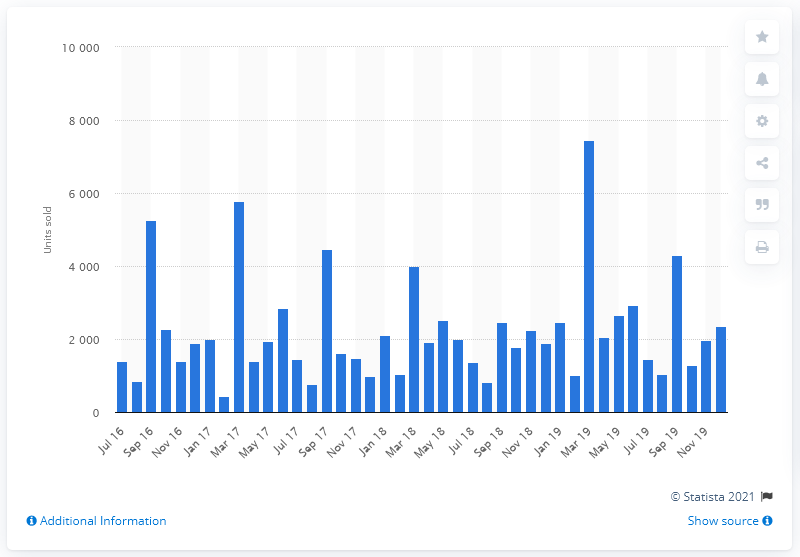 10 000
8 000
6 000
4 000
2 000
0
Units sold
Jul 16
Sep 16
Nov 16
Jan 17
Mar 17
May 17
Jul 17
Sep 17
Nov 17
Jan 18
Mar 18
May 18
Jul 18
Sep 18
Nov 18
Jan 19
Mar 19
May 19
Jul 19
Sep 19
Nov 19
© Statista 2021
Additional Information
Show source